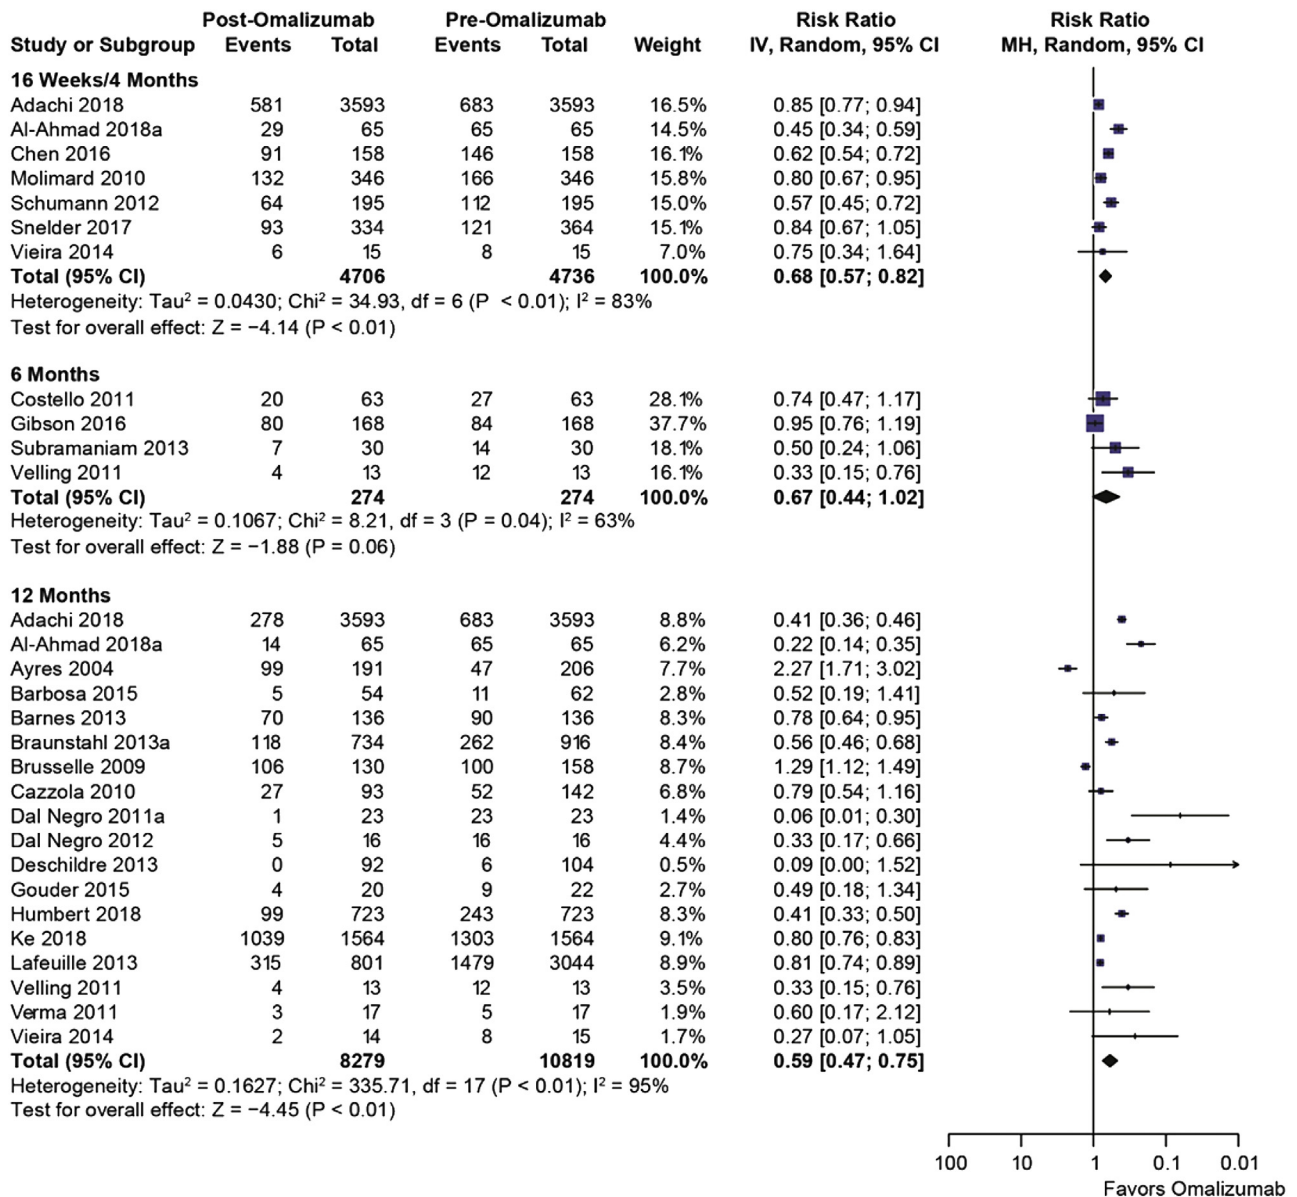 Post-Omalizumab Pre-Omalizumab Risk Ratio Risk Ratio
Study or Subgroup Events Total Events Total Weight IV, Random, 95% CI MH, Random, 95% CI
16 Weeks/4 Months
Adachi 2018 581 3593 683 3593 16.5% 0.85 [0.77; 0.94]
Al-Ahmad 2018a 29 65 65 65 14.5% 0.45 [0.34; 0.59]
Chen 2016 91 158 146 158 16.1% 0.62 [0.54; 0.72]
Molimard 2010 132 346 166 346 15.8% 0.80 [0.67; 0.95]
Schumann 2012 64 195 112 195 15.0% 0.57 [0.45; 0.72]
Snelder 2017 93 334 121 364 15.1% 0.84 [0.67; 1.05]
Vieira 2014 6 15 8 15 7.0% 0.75 [0.34; 1.64]
Total (95% CI) 4706 4736 100.0% 0.68 [0.57; 0.82]
Heterogeneity: Tau² = 0.0430; Chi² = 34.93, df = 6 (P < 0.01); I² = 83%
Test for overall effect: Z = −4.14 (P < 0.01)
6 Months
Costello 2011 20 63 27 63 28.1% 0.74 [0.47; 1.17]
Gibson 2016 80 168 84 168 37.7% 0.95 [0.76; 1.19]
Subramaniam 2013 7 30 14 30 18.1% 0.50 [0.24; 1.06]
Velling 2011 4 13 12 13 16.1% 0.33 [0.15; 0.76]
Total (95% CI) 274 274 100.0% 0.67 [0.44; 1.02]
Heterogeneity: Tau² = 0.1067; Chi² = 8.21, df = 3 (P = 0.04); I² = 63%
Test for overall effect: Z = −1.88 (P = 0.06)
12 Months
Adachi 2018 278 3593 683 3593 8.8% 0.41 [0.36; 0.46]
Al-Ahmad 2018a 14 65 65 65 6.2% 0.22 [0.14; 0.35]
Ayres 2004 99 191 47 206 7.7% 2.27 [1.71; 3.02]
Barbosa 2015 5 54 11 62 2.8% 0.52 [0.19; 1.41]
Barnes 2013 70 136 90 136 8.3% 0.78 [0.64; 0.95]
Braunstahl 2013a 118 734 262 916 8.4% 0.56 [0.46; 0.68]
Brusselle 2009 106 130 100 158 8.7% 1.29 [1.12; 1.49]
Cazzola 2010 27 93 52 142 6.8% 0.79 [0.54; 1.16]
Dal Negro 2011a 1 23 23 23 1.4% 0.06 [0.01; 0.30]
Dal Negro 2012 5 16 16 16 4.4% 0.33 [0.17; 0.66]
Deschildre 2013 0 92 6 104 0.5% 0.09 [0.00; 1.52]
Gouder 2015 4 20 9 22 2.7% 0.49 [0.18; 1.34]
Humbert 2018 99 723 243 723 8.3% 0.41 [0.33; 0.50]
Ke 2018 1039 1564 1303 1564 9.1% 0.80 [0.76; 0.83]
Lafeuille 2013 315 801 1479 3044 8.9% 0.81 [0.74; 0.89]
Velling 2011 4 13 12 13 3.5% 0.33 [0.15; 0.76]
Verma 2011 3 17 5 17 1.9% 0.60 [0.17; 2.12]
Vieira 2014 2 14 8 15 1.7% 0.27 [0.07; 1.05]
Total (95% CI) 8279 10819 100.0% 0.59 [0.47; 0.75]
Heterogeneity: Tau² = 0.1627; Chi² = 335.71, df = 17 (P < 0.01); I² = 95%
Test for overall effect: Z = −4.45 (P < 0.01)
100 10 1 0.1 0.01
Favors Omalizumab